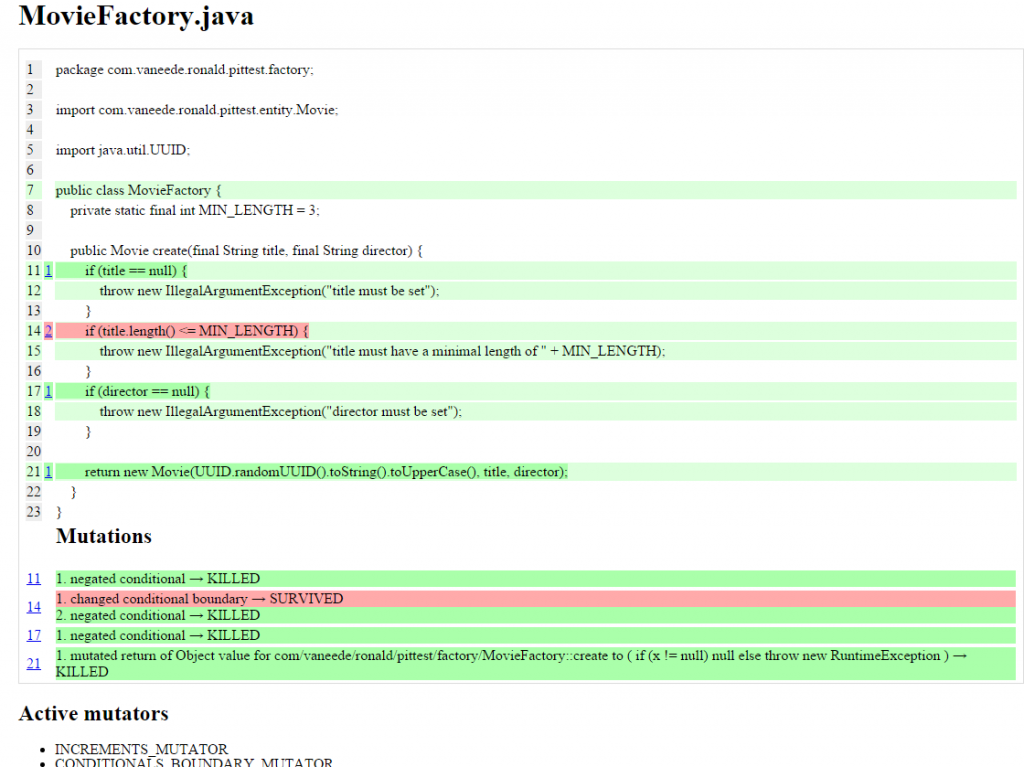 MovieFactory.java
1 package com.vaneede.ronald.pittest.factory;
2
3 import com.vaneede.ronald.pittest.entity.Movie;
4
5 import java.util.UUID;
6
7 public class MovieFactory {
8 private static final int MIN_LENGTH = 3;
9
10 public Movie create(final String title, final String director) {
11 1 if (title == null) {
12 throw new IllegalArgumentException("title must be set");
13 }
14 2 if (title.length() <= MIN_LENGTH) {
15 throw new IllegalArgumentException("title must have a minimal length of " + MIN_LENGTH);
16 }
17 1 if (director == null) {
18 throw new IllegalArgumentException("director must be set");
19 }
20
21 1 return new Movie(UUID.randomUUID().toString().toUpperCase(), title, director);
22 }
23 }
Mutations
11 1. negated conditional → KILLED
14 1. changed conditional boundary → SURVIVED
2. negated conditional → KILLED
17 1. negated conditional → KILLED
21 1. mutated return of Object value for com/vaneede/ronald/pittest/factory/MovieFactory::create to ( if (x != null) null else throw new RuntimeException ) →
KILLED
Active mutators
• INCREMENTS_MUTATOR
• CONDITIONALS_BOUNDARY_MUTATOR